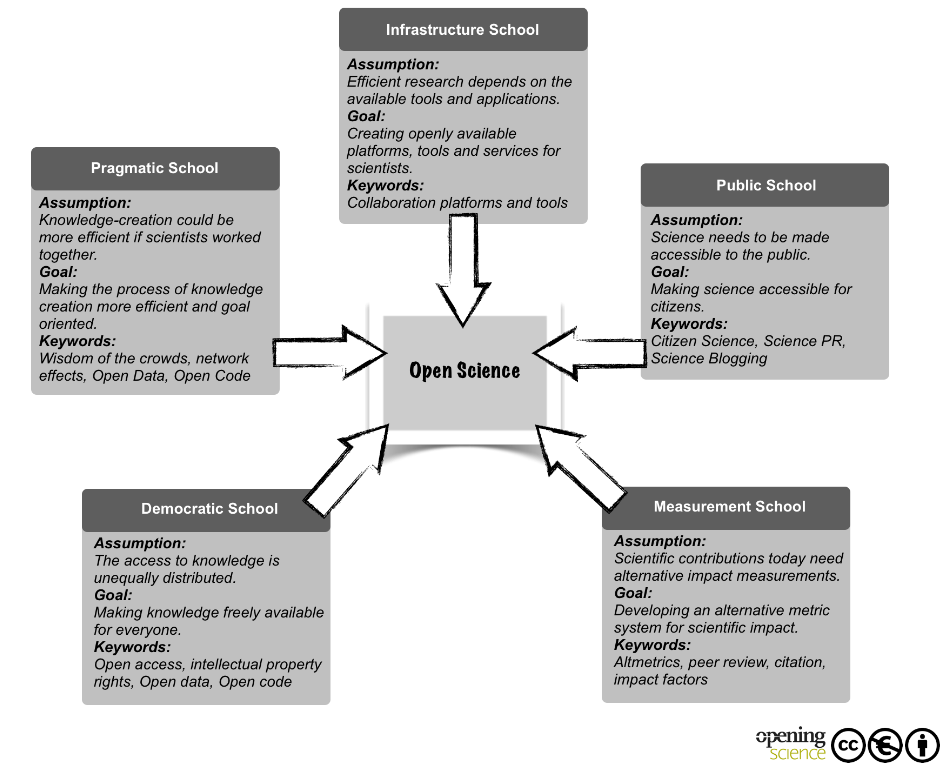 Infrastructure School
Assumption:
Efficient research depends on the
available tools and applications.
Goal:
Creating openly available
platforms, tools and services for
scientists.
Keywords:
Collaboration platforms and tools
Pragmatic School
Assumption:
Knowledge-creation could be
more efficient if scientists worked
together.
Goal:
Making the process of knowledge
creation more efficient and goal
oriented.
Keywords:
Wisdom of the crowds, network
effects, Open Data, Open Code
Public School
Assumption:
Science needs to be made
accessible to the public.
Goal:
Making science accessible for
citizens.
Keywords:
Citizen Science, Science PR,
Science Blogging
Open Science
Democratic School
Assumption:
The access to knowledge is
unequally distributed.
Goal:
Making knowledge freely available
for everyone.
Keywords:
Open access, intellectual property
rights, Open data, Open code
Measurement School
Assumption:
Scientific contributions today need
alternative impact measurements.
Goal:
Developing an alternative metric
system for scientific impact.
Keywords:
Altmetrics, peer review, citation,
impact factors
opening
science
cc
€